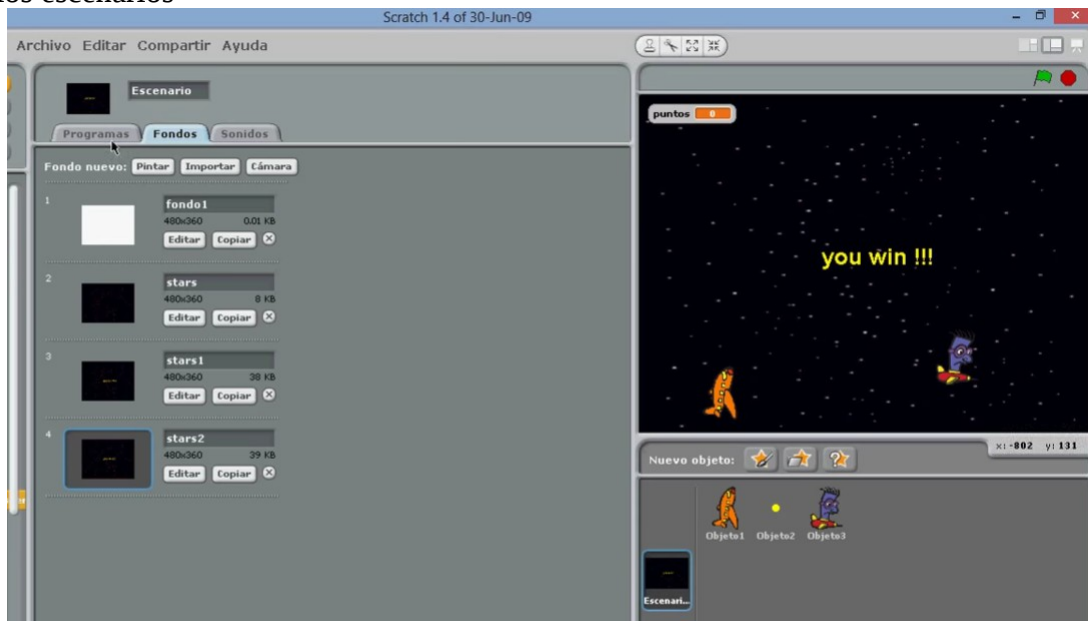 nos escenarios
Scratch 1.4 of 30-Jun-09
Archivo Editar Compartir Ayuda
Escenario
puntos 0
Programas Fondos Sonidos
Fondo nuevo: Pintar Importar Cámara
1
fondo1
480x360 0.01 KB
Editar Copiar
you win !!!
2
stars
480x360 8 KB
Editar Copiar
3
stars1
480x360 38 KB
Editar Copiar
4
stars2
480x360 39 KB
Editar Copiar
x: -802 y: 131
Nuevo objeto:
Objeto1 Objeto2 Objeto3
Escenari...